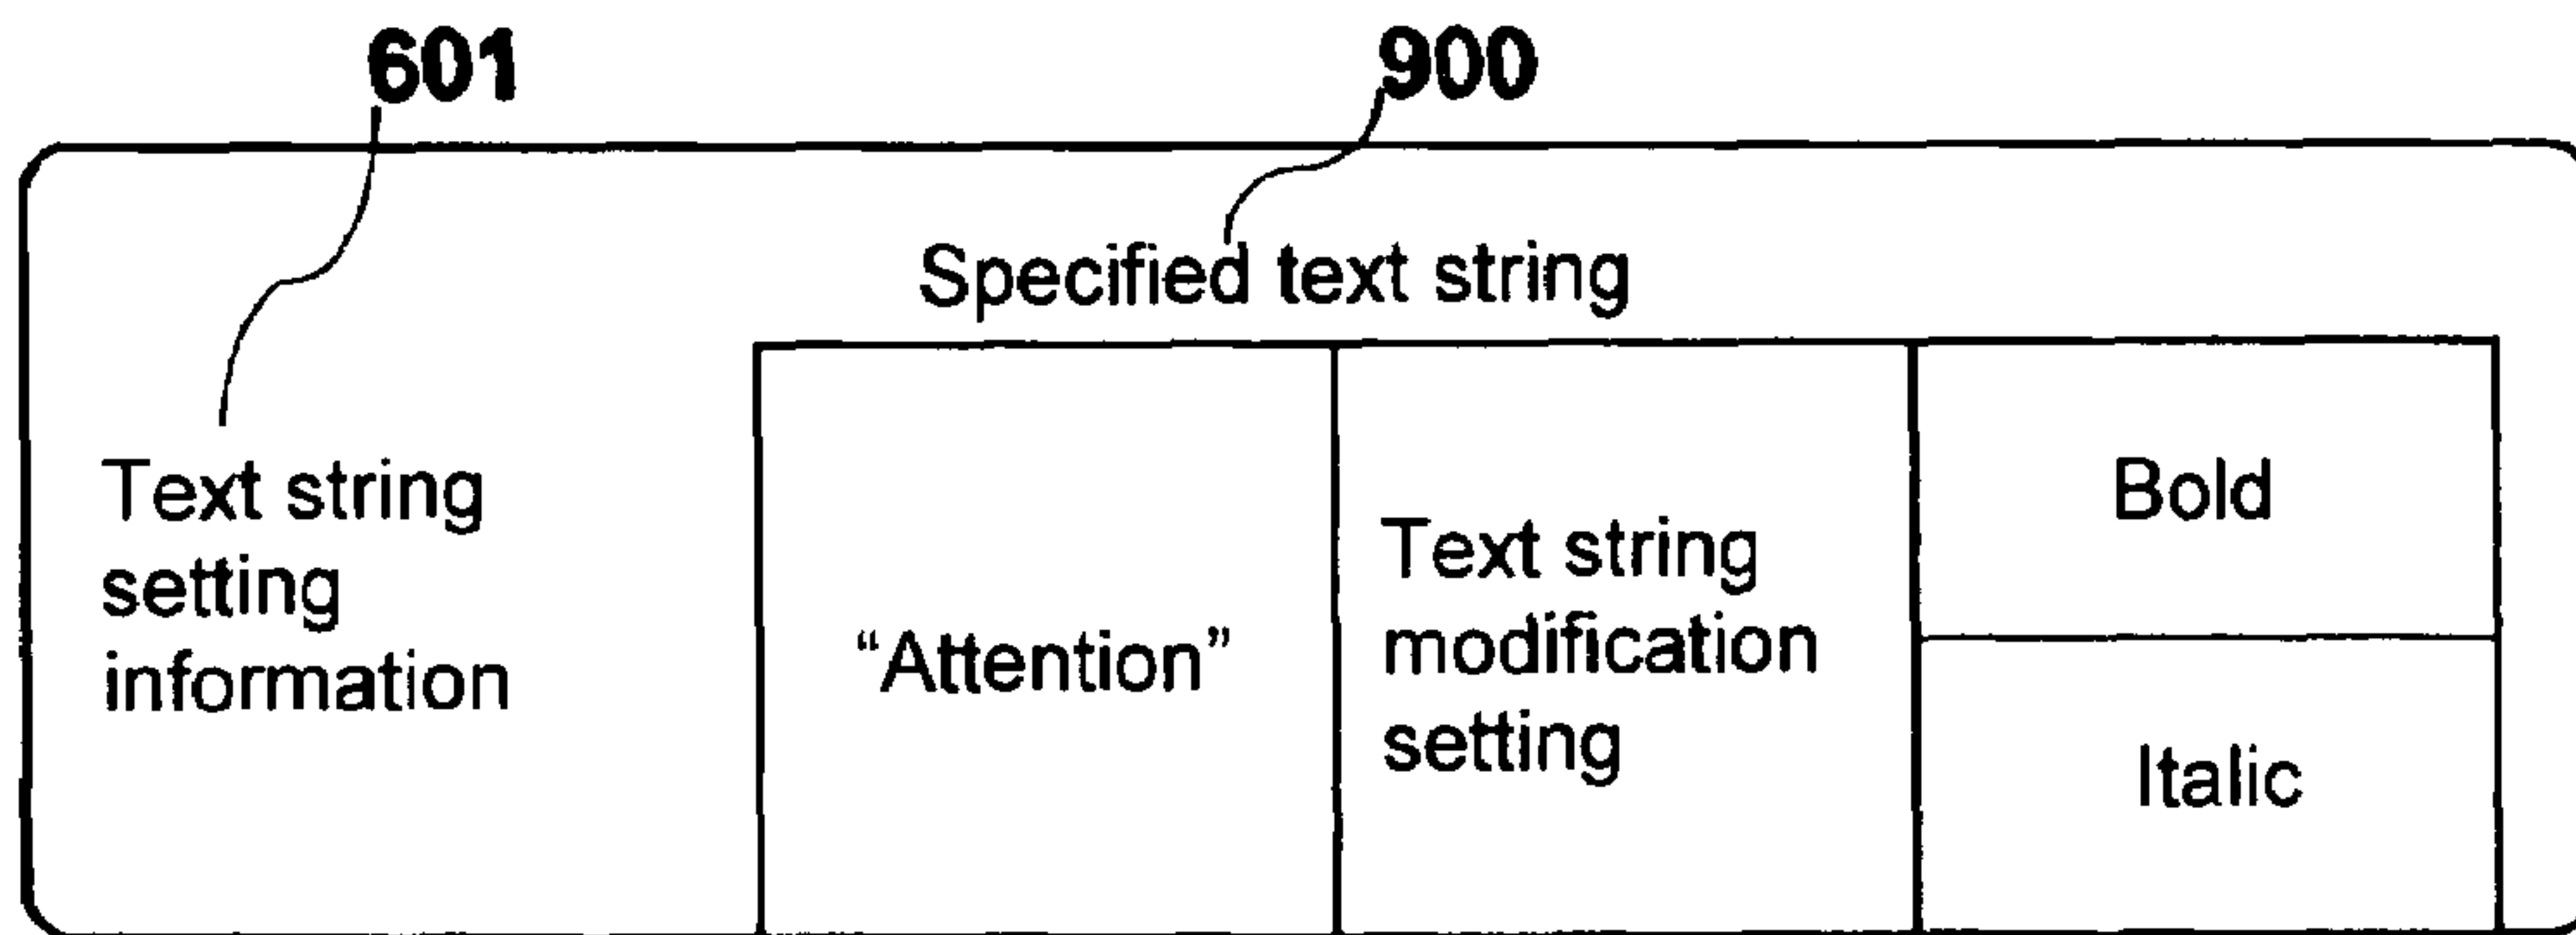 601
900
Specified text string
Text string
setting
information
“Attention”
Text string
modification
setting
Bold
Italic